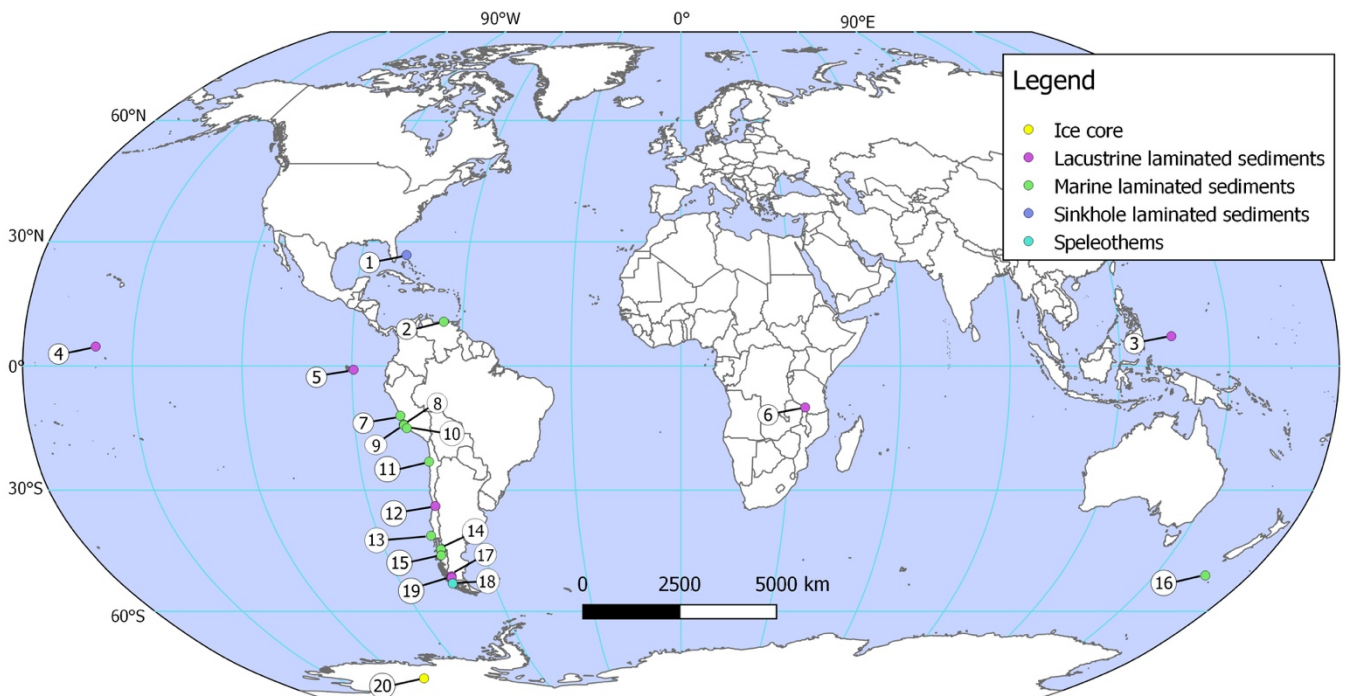 90°W 0° 90°E
Legend
60°N
Ice core
Lacustrine laminated sediments
Marine laminated sediments
Sinkhole laminated sediments
Speleothems
30°N
1
2
3
4
0°
5
6
7
8
9
10
11
30°S
12
13
14
15
17
16
18
19
0 2500 5000 km
60°S
20